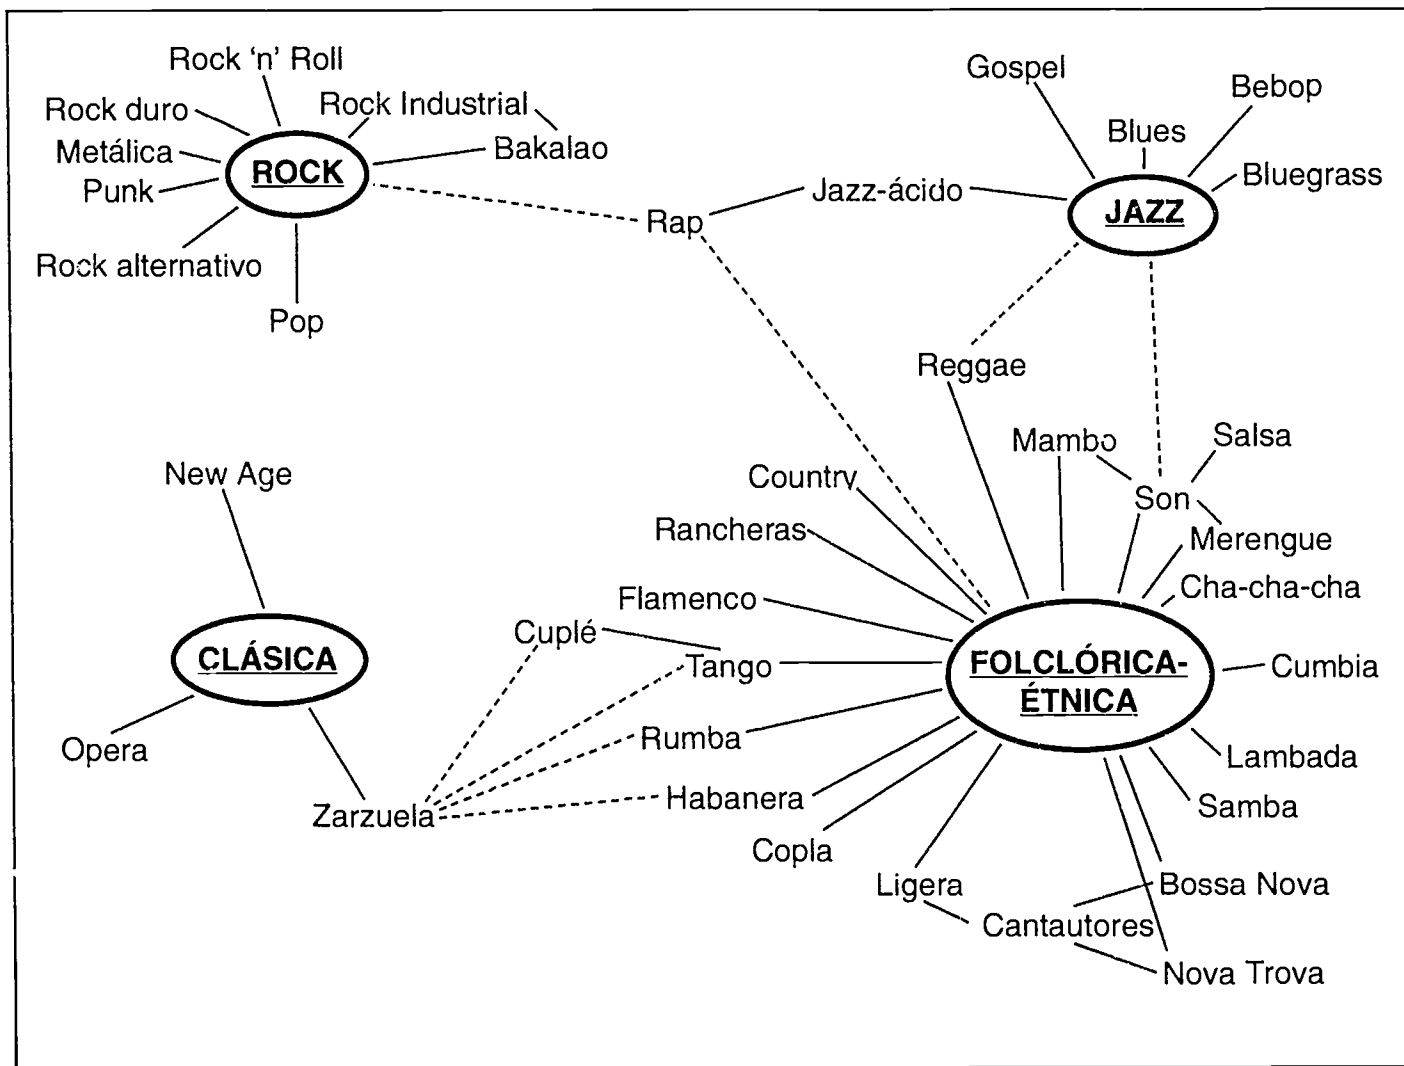 Rock ‘n’ Roll
Rock duro
Rock Industrial
Metálica
Bakalao
Punk
ROCK
Rock alternativo
Pop
Rap
Jazz-ácido
Gospel
Bebop
Blues
Bluegrass
JAZZ
Reggae
Mambo
Salsa
Son
Merengue
Cha-cha-cha
Country
Rancheras
Flamenco
Cuplé
Tango
Rumba
Habanera
Copla
Ligera
Cantautores
Bossa Nova
Nova Trova
Samba
Lambada
Cumbia
FOLCLÓRICA-
ÉTNICA
New Age
CLÁSICA
Opera
Zarzuela